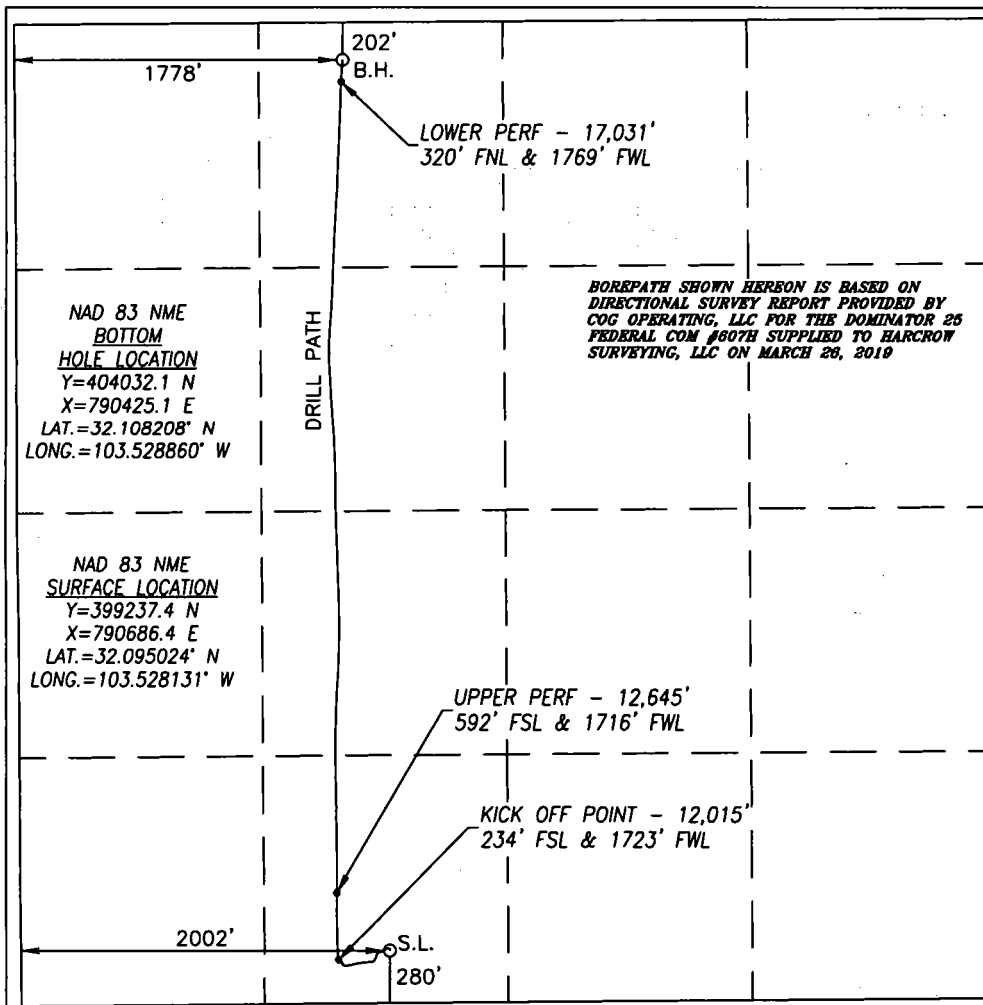 202'
B.H.
1778'
LOWER PERF - 17,031'
320' FNL & 1769' FWL
BOREPATH SHOWN HEREON IS BASED ON
DIRECTIONAL SURVEY REPORT PROVIDED BY
COG OPERATING, LLC FOR THE DOMINATOR 25
FEDERAL COM #607H SUPPLIED TO HARCROW
SURVEYING, LLC ON MARCH 26, 2019
NAD 83 NME
BOTTOM
HOLE LOCATION
Y=404032.1 N
X=790425.1 E
LAT.=32.108208° N
LONG.=103.528860° W
DRILL PATH
NAD 83 NME
SURFACE LOCATION
Y=399237.4 N
X=790686.4 E
LAT.=32.095024° N
LONG.=103.528131° W
UPPER PERF - 12,645'
592' FSL & 1716' FWL
KICK OFF POINT - 12,015'
234' FSL & 1723' FWL
2002'
S.L.
280'